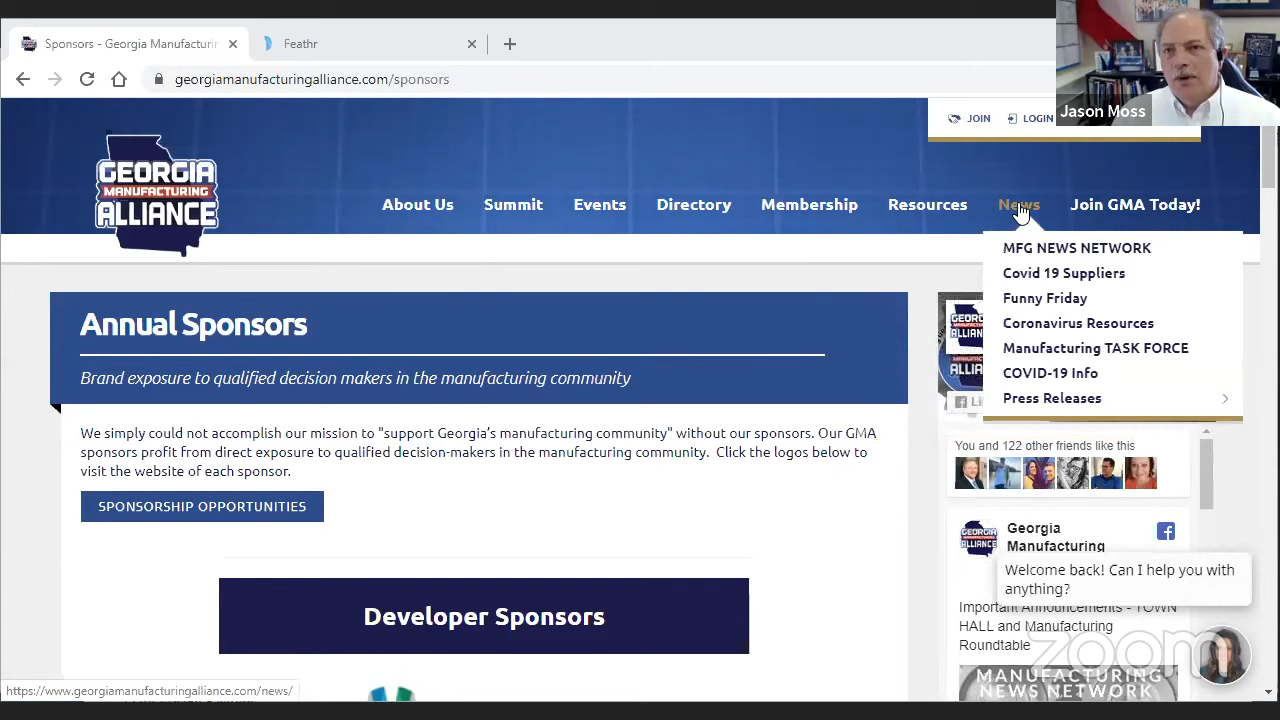 Sponsors - Georgia Manufacturin
Feathr
georgiamanufacturingalliance.com/sponsors
Jason Moss
JOIN
LOGIN
GEORGIA
MANUFACTURING
ALLIANCE
About Us
Summit
Events
Directory
Membership
Resources
News
Join GMA Today!
MFG NEWS NETWORK
Covid 19 Suppliers
Funny Friday
Coronavirus Resources
Manufacturing TASK FORCE
COVID-19 Info
Press Releases
Annual Sponsors
Brand exposure to qualified decision makers in the manufacturing community
We simply could not accomplish our mission to "support Georgia’s manufacturing community" without our sponsors. Our GMA
sponsors profit from direct exposure to qualified decision-makers in the manufacturing community. Click the logos below to
visit the website of each sponsor.
SPONSORSHIP OPPORTUNITIES
Developer Sponsors
You and 122 other friends like this
Georgia
Manufacturing
Welcome back! Can I help you with
anything?
Important Announcements - TOWN
HALL and Manufacturing
Roundtable
zoom
MANUFACTURING
NEWS NETWORK
https://www.georgiamanufacturingalliance.com/news/